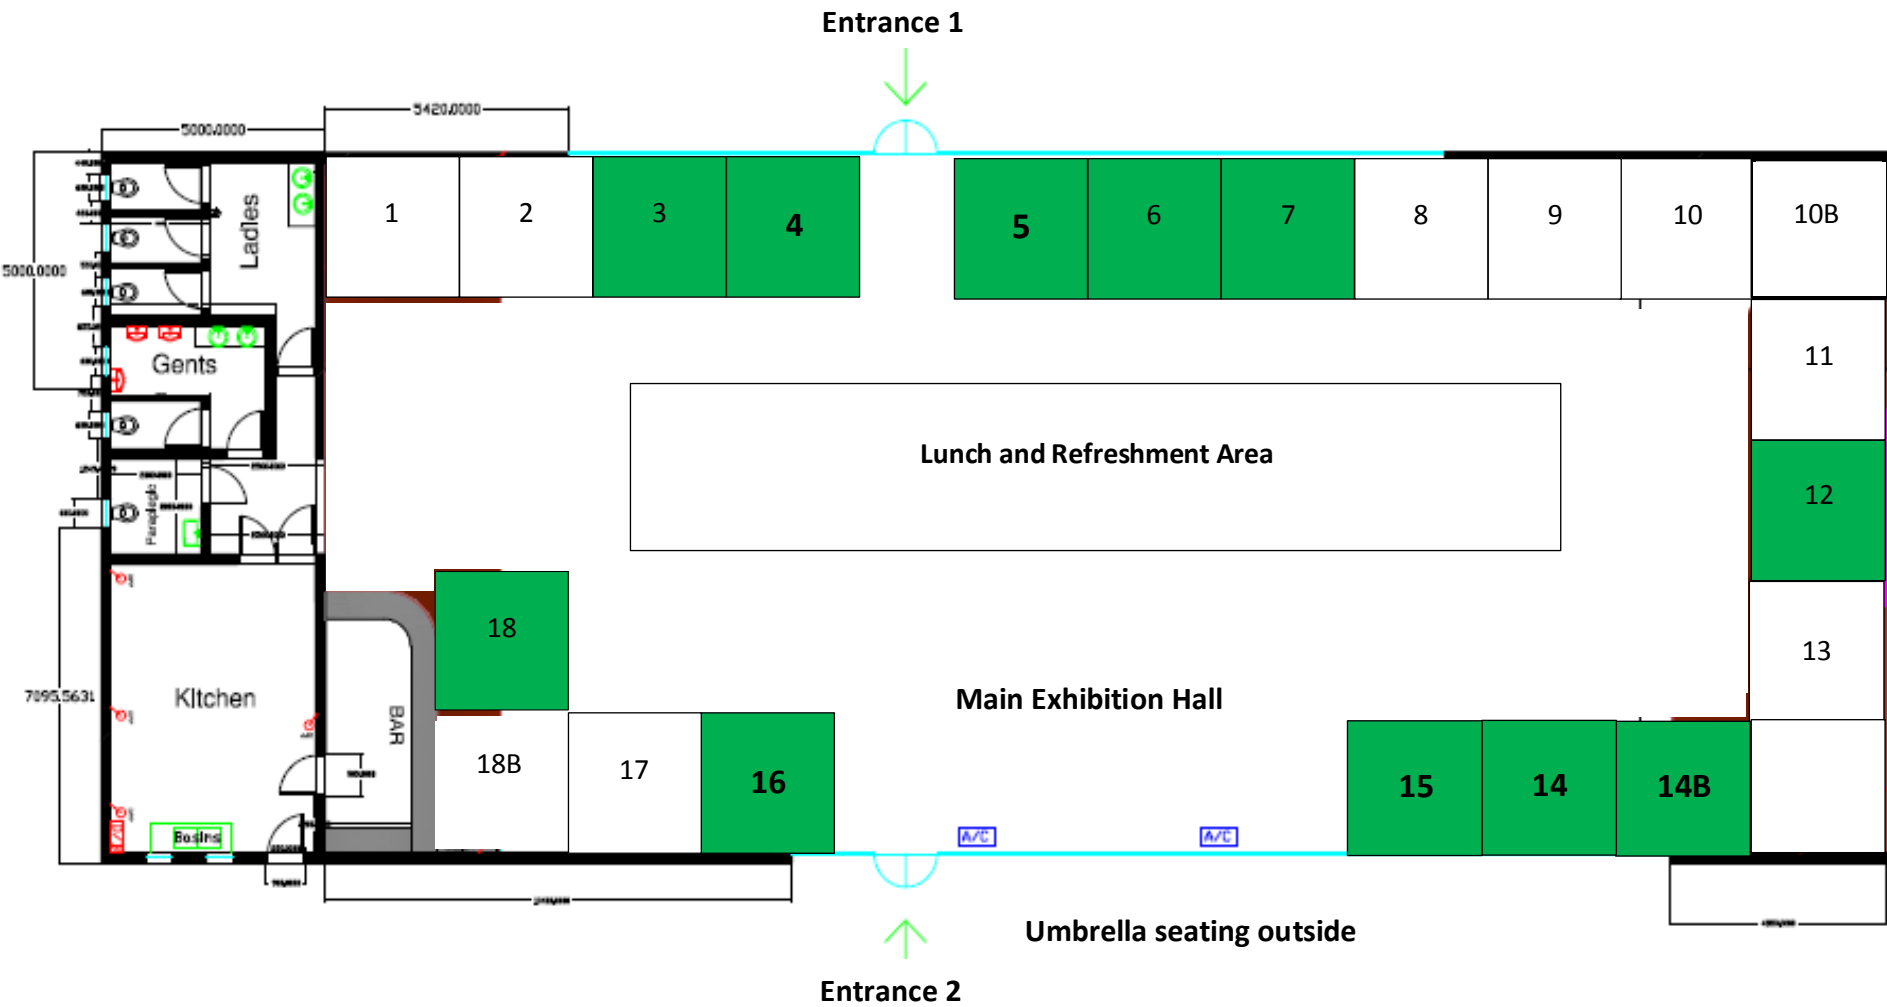 Entrance 1
5420.0000
5000.0000
Ladies
1
2
3
4
5
6
7
8
9
10
10B
5000.0000
Gents
11
Lunch and Refreshment Area
12
Paraplegic
18
13
7095.5631
Kitchen
Main Exhibition Hall
BAR
18B
17
16
15
14
14B
A/C
A/C
Basins
Umbrella seating outside
Entrance 2